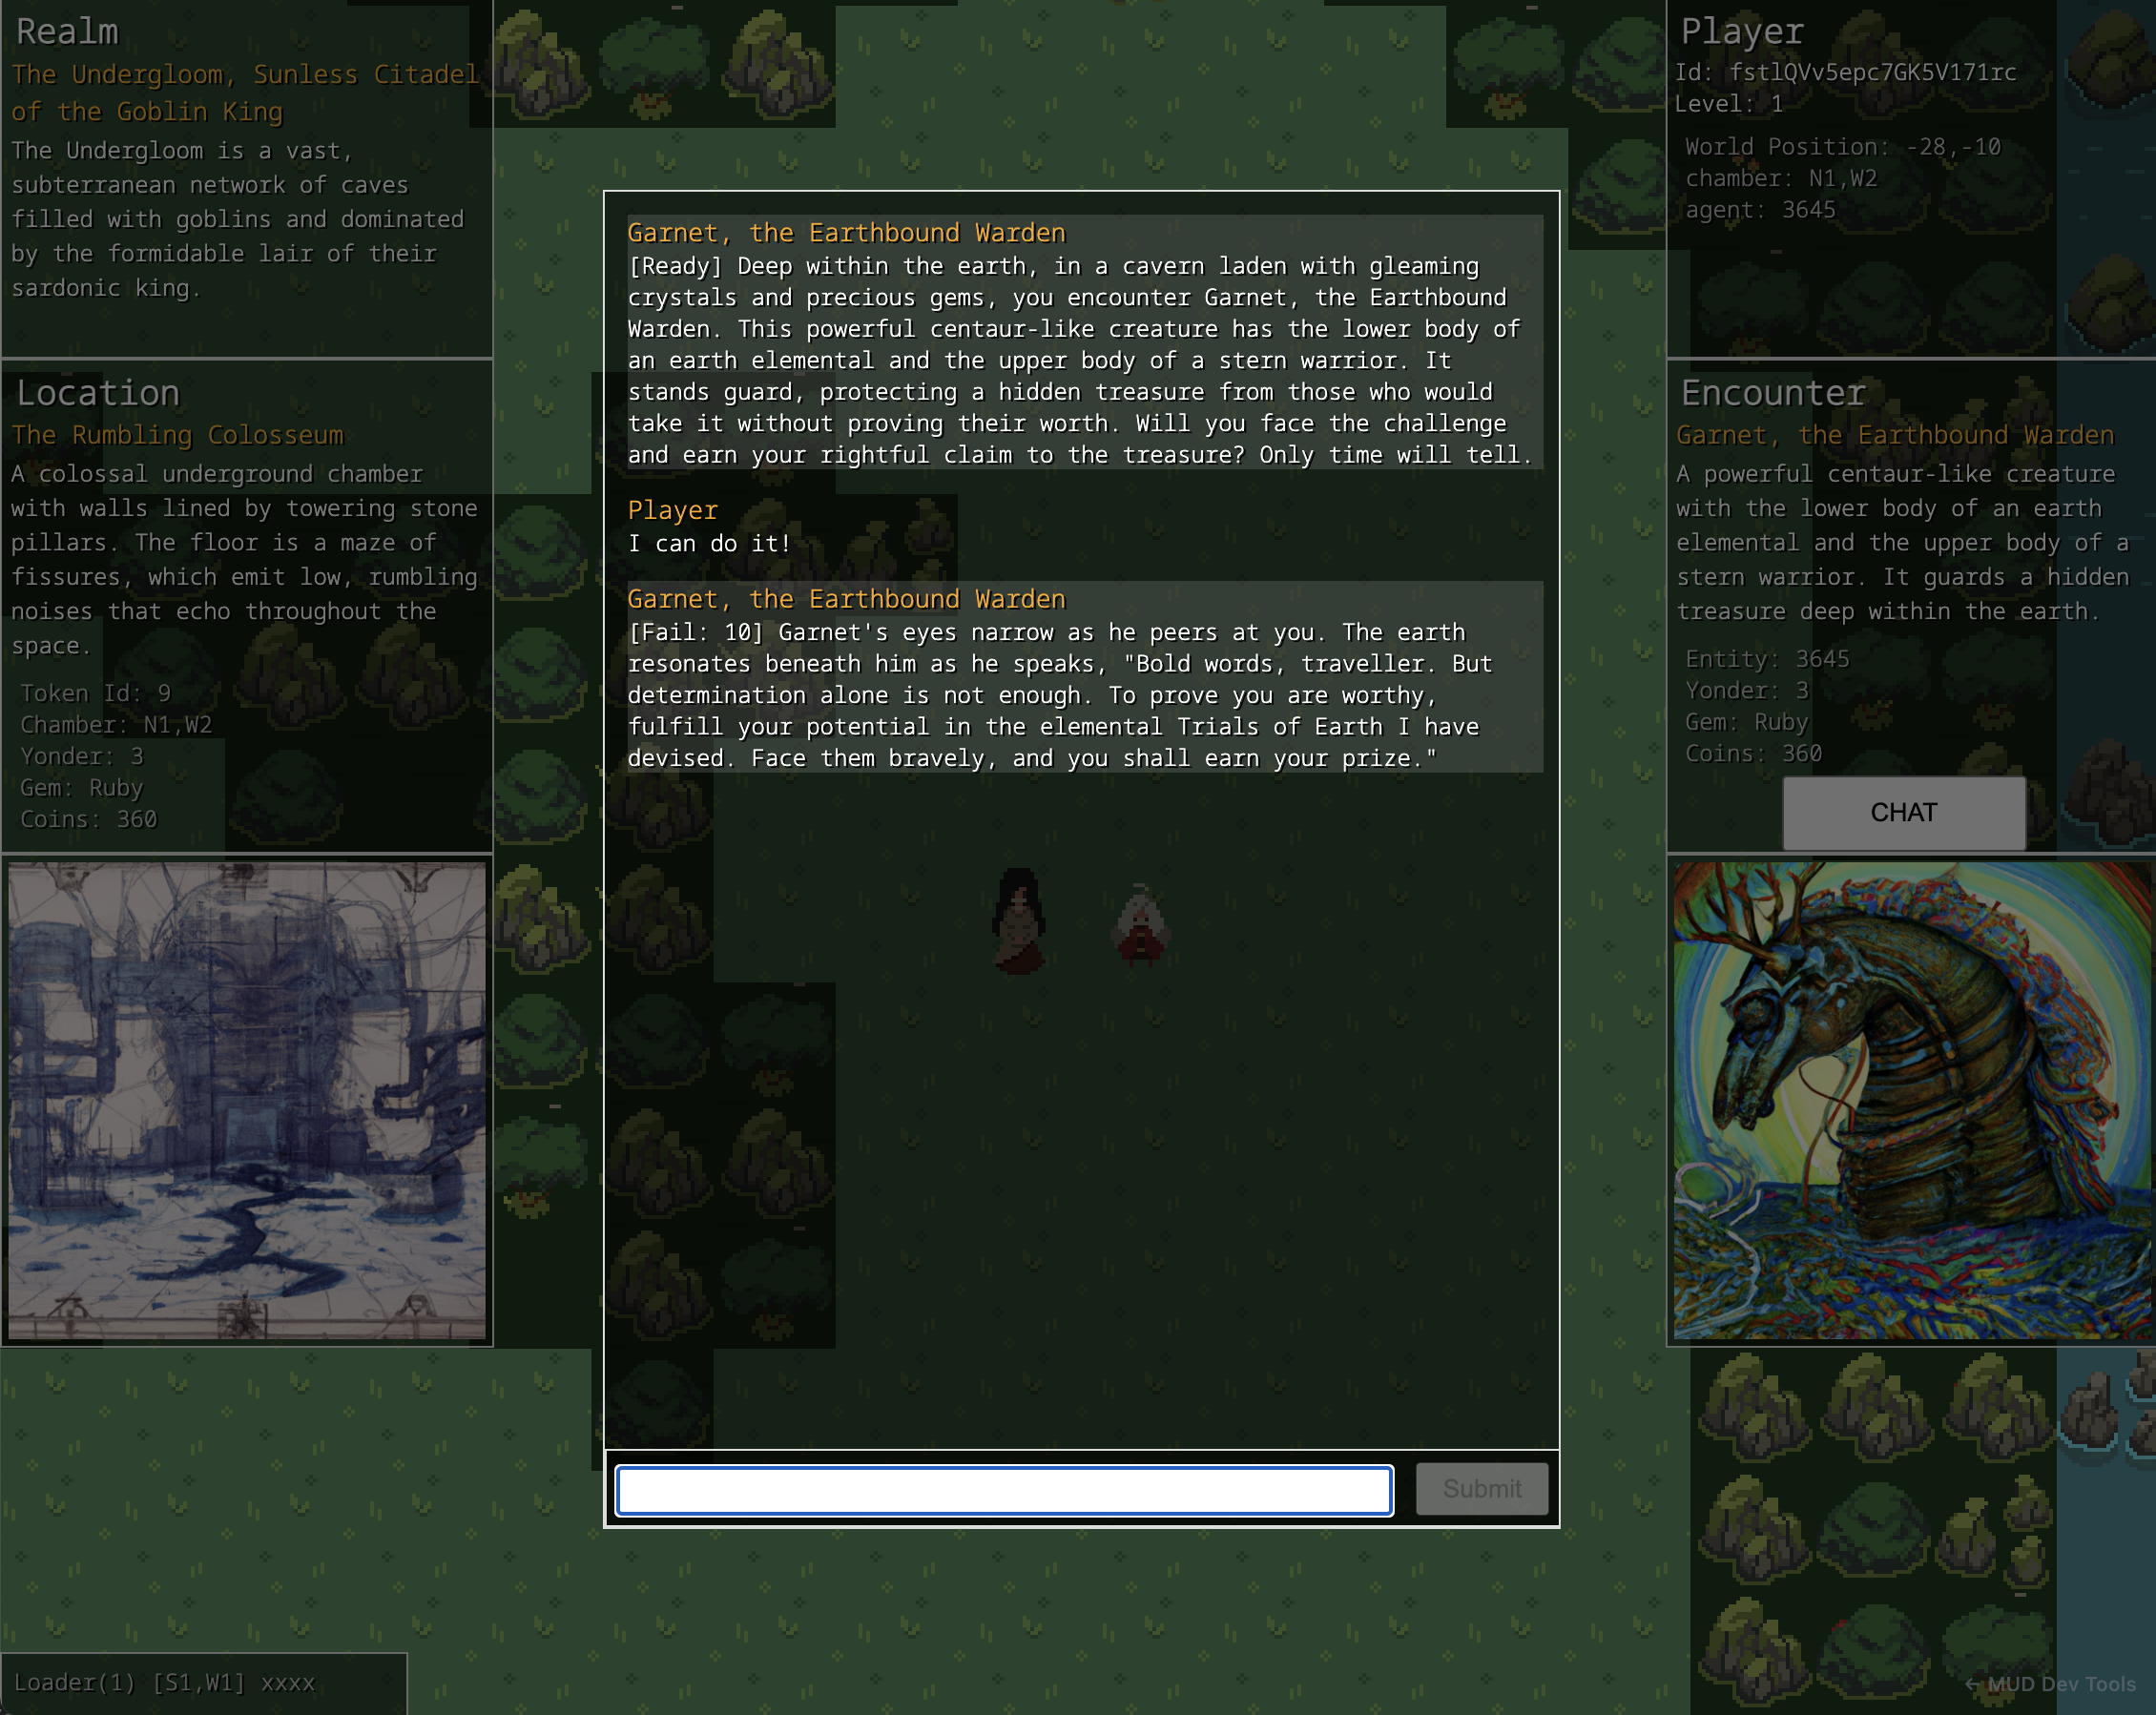 Realm
The Undergloom, Sunless Citadel
of the Goblin King
The Undergloom is a vast,
subterranean network of caves
filled with goblins and dominated
by the formidable lair of their
sardonic king.
Location
The Rumbling Colosseum
A colossal underground chamber
with walls lined by towering stone
pillars. The floor is a maze of
fissures, which emit low, rumbling
noises that echo throughout the
space.
Token Id: 9
Chamber: N1,W2
Yonder: 3
Gem: Ruby
Coins: 360
Garnet, the Earthbound Warden
[Ready] Deep within the earth, in a cavern laden with gleaming
crystals and precious gems, you encounter Garnet, the Earthbound
Warden. This powerful centaur-like creature has the lower body of
an earth elemental and the upper body of a stern warrior. It
stands guard, protecting a hidden treasure from those who would
take it without proving their worth. Will you face the challenge
and earn your rightful claim to the treasure? Only time will tell.
Player
I can do it!
Garnet, the Earthbound Warden
[Fail: 10] Garnet's eyes narrow as he peers at you. The earth
resonates beneath him as he speaks, "Bold words, traveller. But
determination alone is not enough. To prove you are worthy,
fulfill your potential in the elemental Trials of Earth I have
devised. Face them bravely, and you shall earn your prize."
Submit
Player
Id: fstlQVv5epc7GK5V171rc
Level: 1
World Position: -28,-10
chamber: N1,W2
agent: 3645
Encounter
Garnet, the Earthbound Warden
A powerful centaur-like creature
with the lower body of an earth
elemental and the upper body of a
stern warrior. It guards a hidden
treasure deep within the earth.
Entity: 3645
Yonder: 3
Gem: Ruby
Coins: 360
CHAT
Loader(1) [S1,W1] xxxx
← MUD Dev Tools